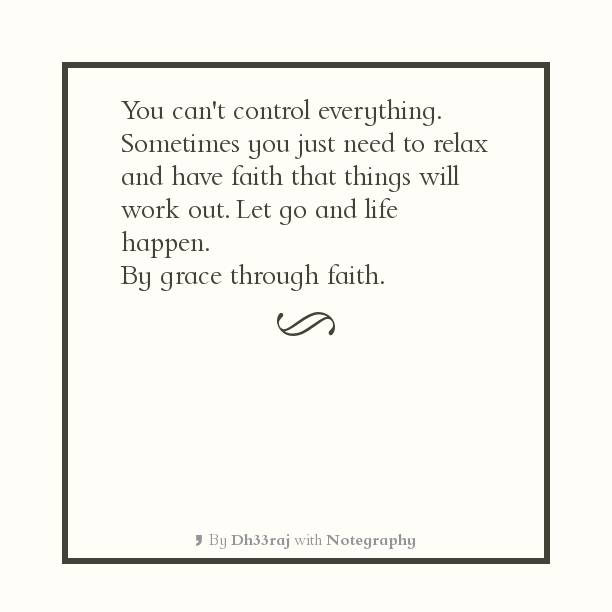 You can't control everything.
Sometimes you just need to relax
and have faith that things will
work out. Let go and life
happen.
By grace through faith.
❜ By Dh33raj with Notegraphy